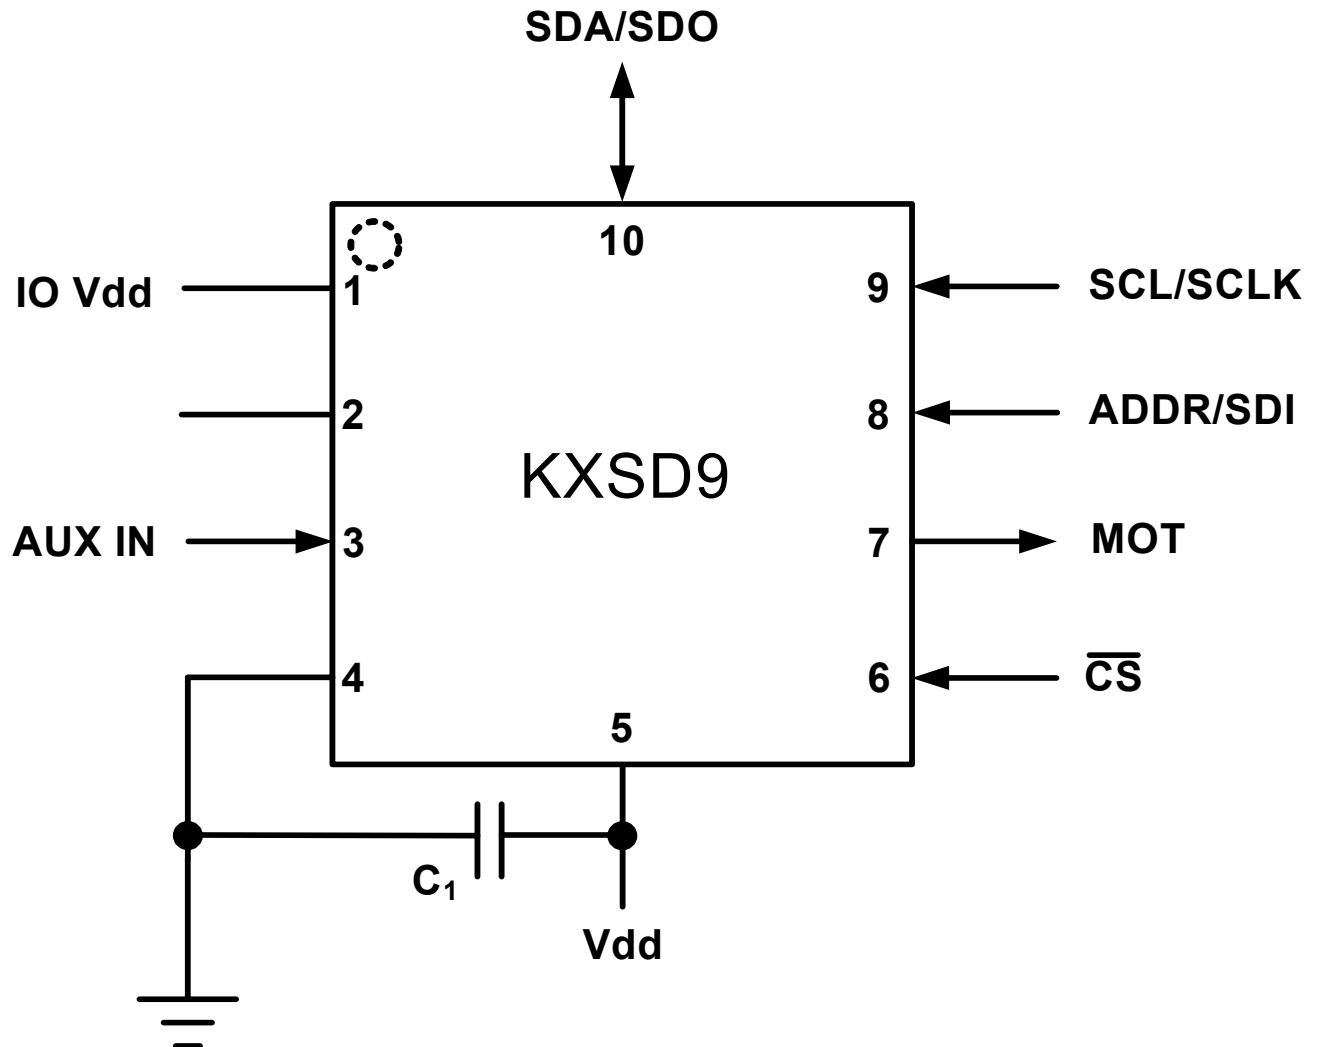 SDA/SDO
10
IO Vdd
1
9
SCL/SCLK
2
8
ADDR/SDI
KXSD9
AUX IN
3
7
MOT
4
6
CS
5
C₁
Vdd